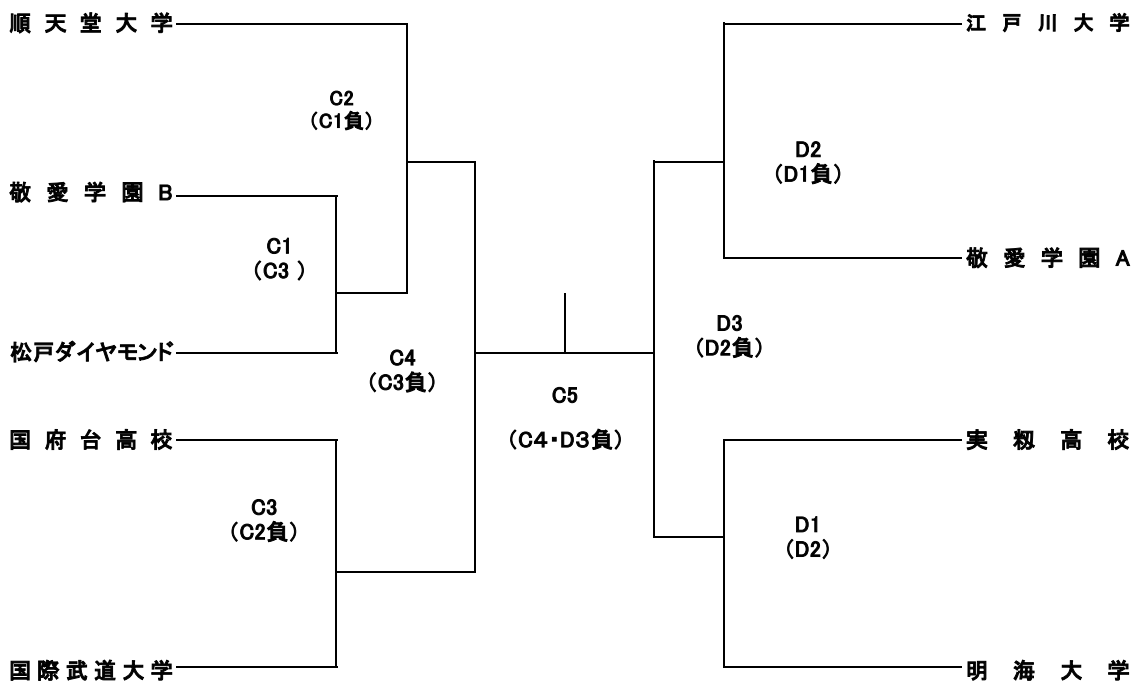 順天堂大学
江戸川大学
C2
(C1負)
D2
(D1負)
敬愛学園B
C1
(C3 )
敬愛学園A
D3
(D2負)
松戸ダイヤモンド
C4
(C3負)
C5
(C4・D3負)
国府台高校
実籾高校
C3
(C2負)
D1
(D2)
国際武道大学
明海大学